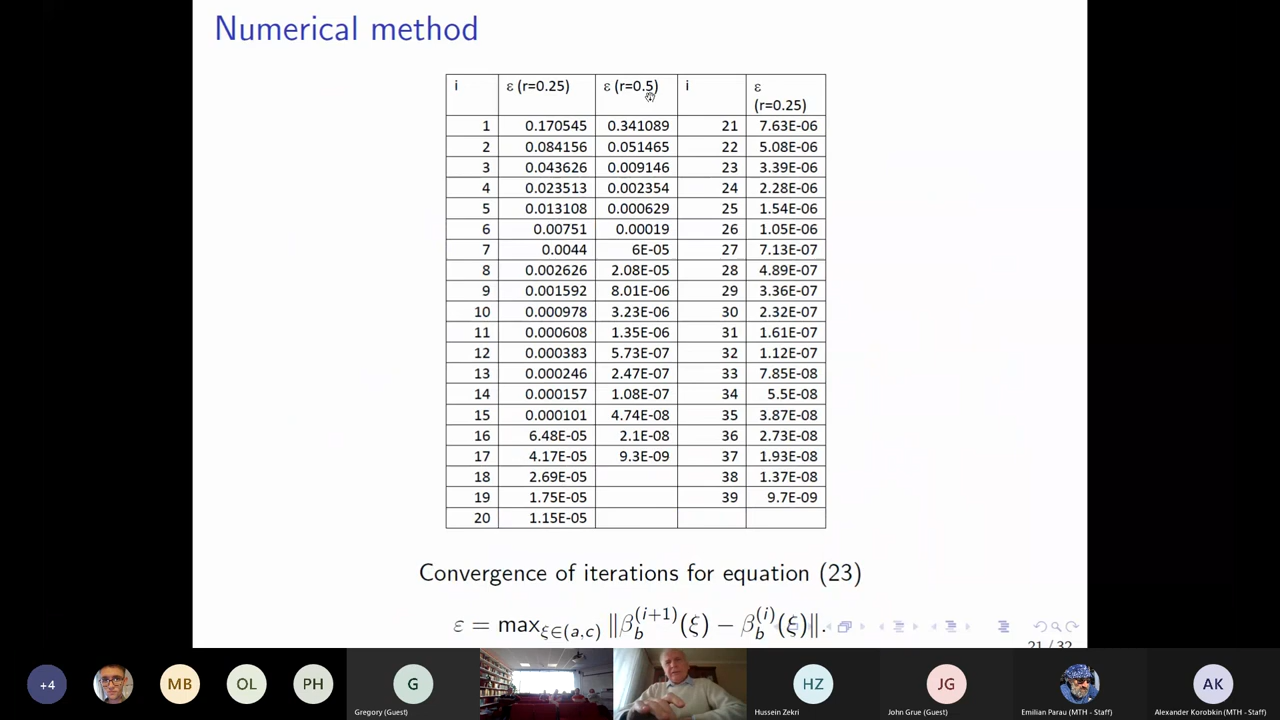 Numerical method
i ε (r=0.25) ε (r=0.5) i ε (r=0.25)
1 0.170545 0.341089 21 7.63E-06
2 0.084156 0.051465 22 5.08E-06
3 0.043626 0.009146 23 3.39E-06
4 0.023513 0.002354 24 2.28E-06
5 0.013108 0.000629 25 1.54E-06
6 0.00751 0.00019 26 1.05E-06
7 0.0044 6E-05 27 7.13E-07
8 0.002626 2.08E-05 28 4.89E-07
9 0.001592 8.01E-06 29 3.36E-07
10 0.000978 3.23E-06 30 2.32E-07
11 0.000608 1.35E-06 31 1.61E-07
12 0.000383 5.73E-07 32 1.12E-07
13 0.000246 2.47E-07 33 7.85E-08
14 0.000157 1.08E-07 34 5.5E-08
15 0.000101 4.74E-08 35 3.87E-08
16 6.48E-05 2.1E-08 36 2.73E-08
17 4.17E-05 9.3E-09 37 1.93E-08
18 2.69E-05 38 1.37E-08
19 1.75E-05 39 9.7E-09
20 1.15E-05
Convergence of iterations for equation (23)
ε = max_{ξ∈(a,c)} ‖β_b^{(i+1)}(ξ) − β_b^{(i)}(ξ)‖.
21 / 32
+4 MB OL PH G HZ JG AK
Gregory (Guest) Hussein Zekri John Grue (Guest) Emilian Parau (MTH - Staff) Alexander Korobkin (MTH - Staff)